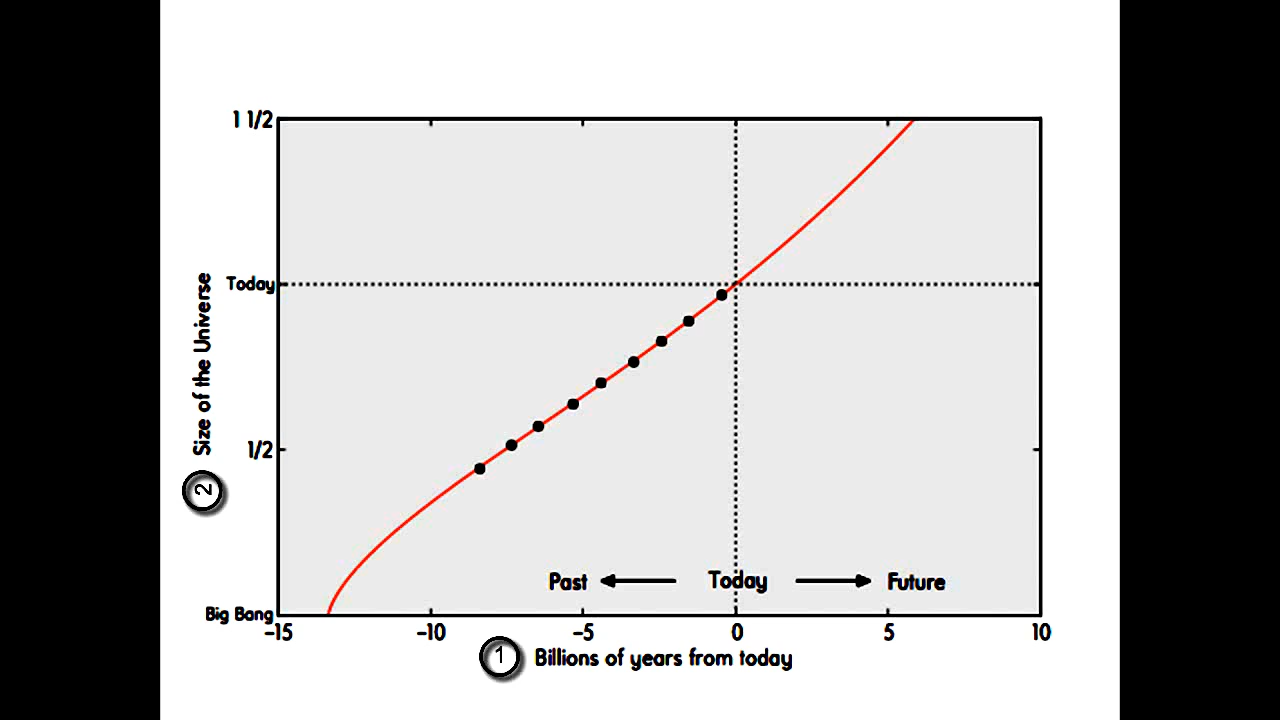 1 1/2
Today
1/2
Big Bang
Size of the Universe
2
Past Today Future
-15 -10 -5 0 5 10
1 Billions of years from today